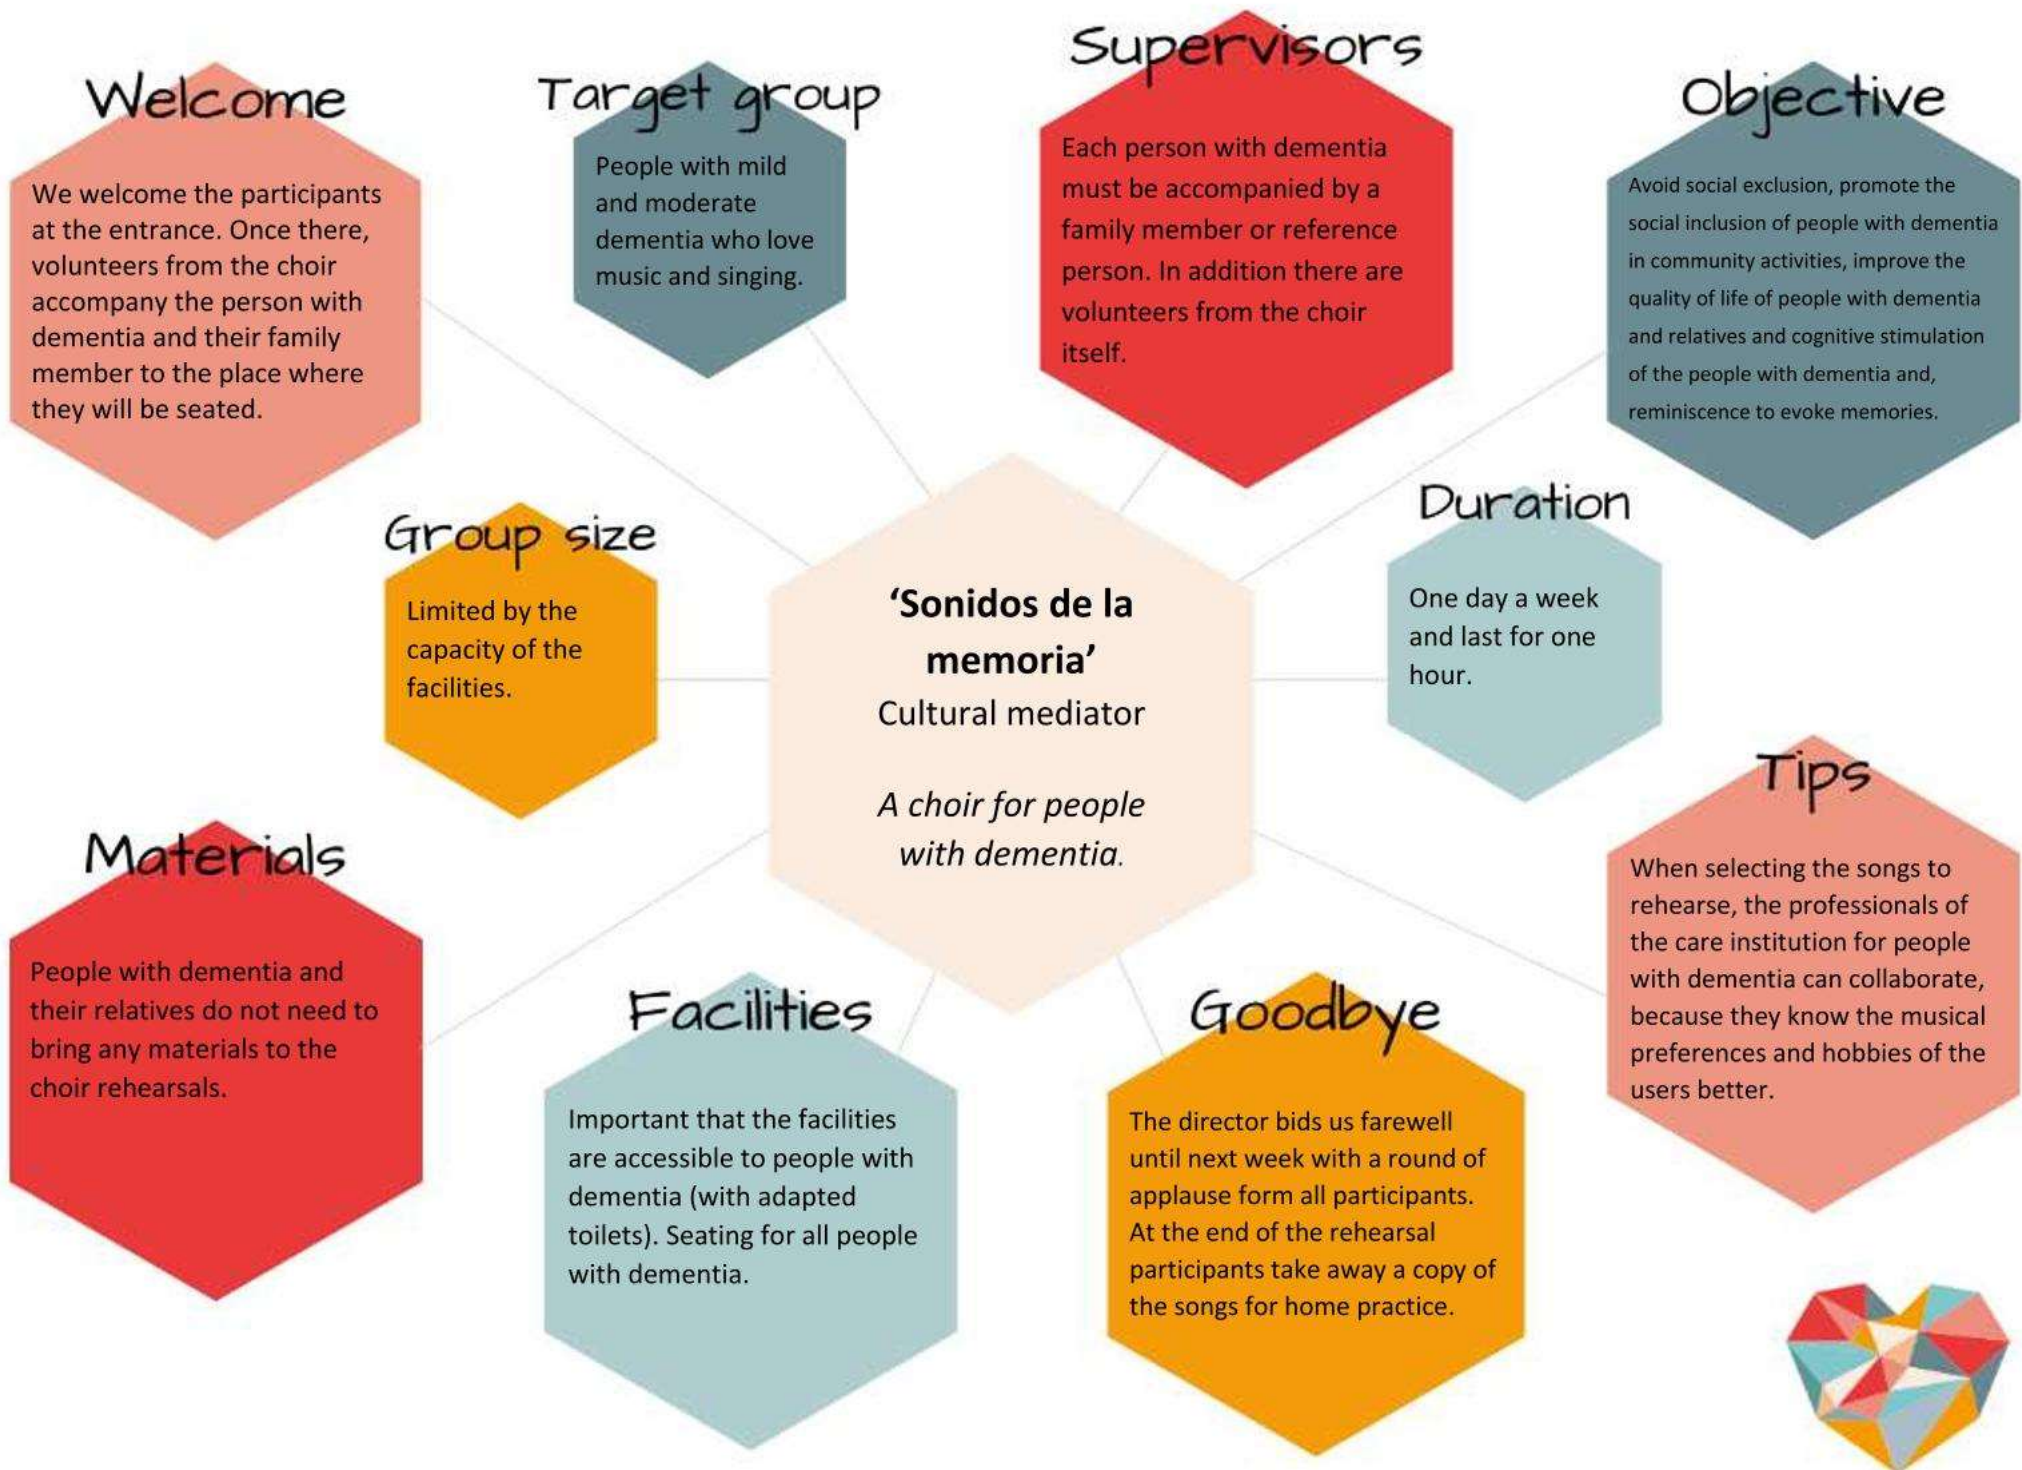 Welcome
We welcome the participants
at the entrance. Once there,
volunteers from the choir
accompany the person with
dementia and their family
member to the place where
they will be seated.
Target group
People with mild
and moderate
dementia who love
music and singing.
Supervisors
Each person with dementia
must be accompanied by a
family member or reference
person. In addition there are
volunteers from the choir
itself.
Objective
Avoid social exclusion, promote the
social inclusion of people with dementia
in community activities, improve the
quality of life of people with dementia
and relatives and cognitive stimulation
of the people with dementia and,
reminiscence to evoke memories.
Group size
Limited by the
capacity of the
facilities.
‘Sonidos de la
memoria’
Cultural mediator
A choir for people
with dementia.
Duration
One day a week
and last for one
hour.
Materials
People with dementia and
their relatives do not need to
bring any materials to the
choir rehearsals.
Facilities
Important that the facilities
are accessible to people with
dementia (with adapted
toilets). Seating for all people
with dementia.
Goodbye
The director bids us farewell
until next week with a round of
applause form all participants.
At the end of the rehearsal
participants take away a copy of
the songs for home practice.
Tips
When selecting the songs to
rehearse, the professionals of
the care institution for people
with dementia can collaborate,
because they know the musical
preferences and hobbies of the
users better.